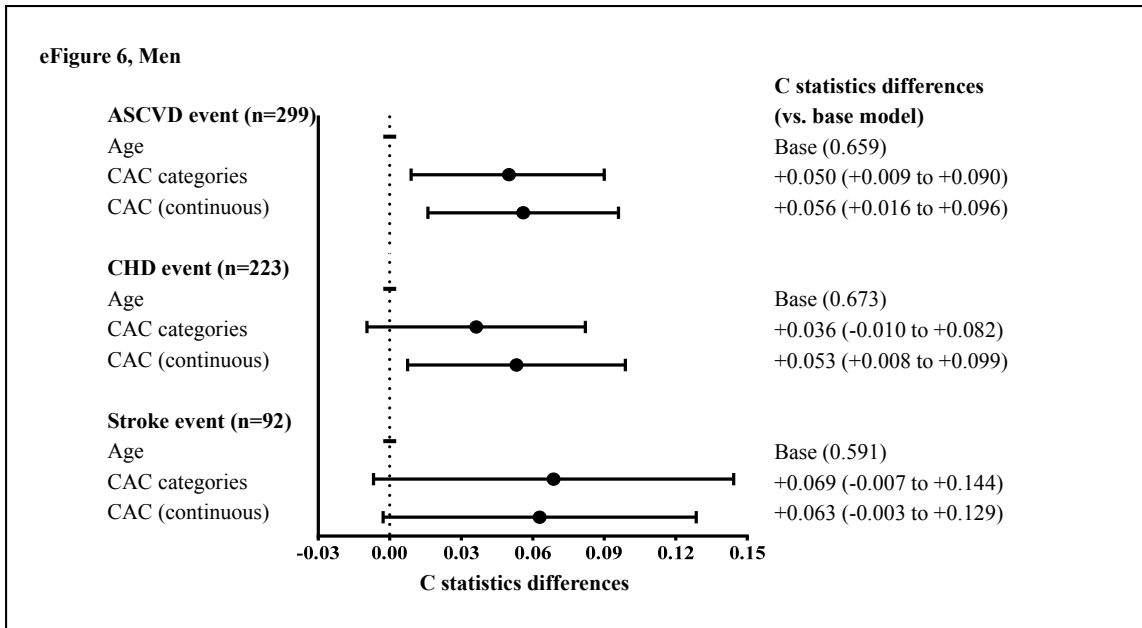 eFigure 6, Men
C statistics differences
ASCVD event (n=299) (vs. base model)
Age Base (0.659)
CAC categories +0.050 (+0.009 to +0.090)
CAC (continuous) +0.056 (+0.016 to +0.096)
CHD event (n=223)
Age Base (0.673)
CAC categories +0.036 (-0.010 to +0.082)
CAC (continuous) +0.053 (+0.008 to +0.099)
Stroke event (n=92)
Age Base (0.591)
CAC categories +0.069 (-0.007 to +0.144)
CAC (continuous) +0.063 (-0.003 to +0.129)
-0.03 0.00 0.03 0.06 0.09 0.12 0.15
C statistics differences